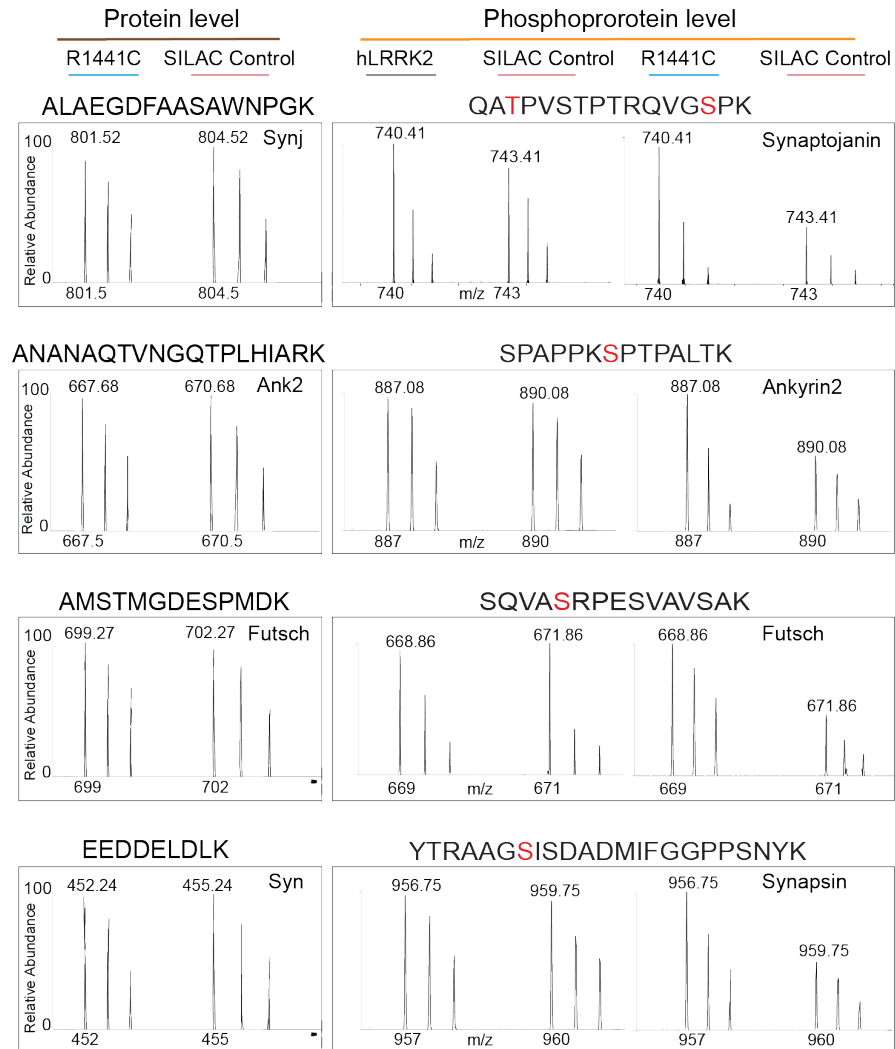 Protein level
Phosphoprorotein level
R1441C SILAC Control
hLRRK2 SILAC Control R1441C SILAC Control
ALAEGDFAASAWNPGK
QATPVSTPTRQVGSPK
Relative Abundance
100
0
801.52 804.52 Synj
801.5 804.5
740.41 743.41 740.41 743.41 Synaptojanin
740 m/z 743 740 743
ANANAQTVNGQTPLHIARK
SPAPPKSPTPALTK
Relative Abundance
100
0
667.68 670.68 Ank2
667.5 670.5
887.08 890.08 887.08 890.08 Ankyrin2
887 m/z 890 887 890
AMSTMGDESPMDK
SQVASRPESVAVSAK
Relative Abundance
100
0
699.27 702.27 Futsch
699 702
668.86 671.86 668.86 671.86 Futsch
669 m/z 671 669 671
EEDDELDLK
YTRAAGSISDADMIFGGPPSNYK
Relative Abundance
100
0
452.24 455.24 Syn
452 455
956.75 959.75 956.75 959.75 Synapsin
957 m/z 960 957 960